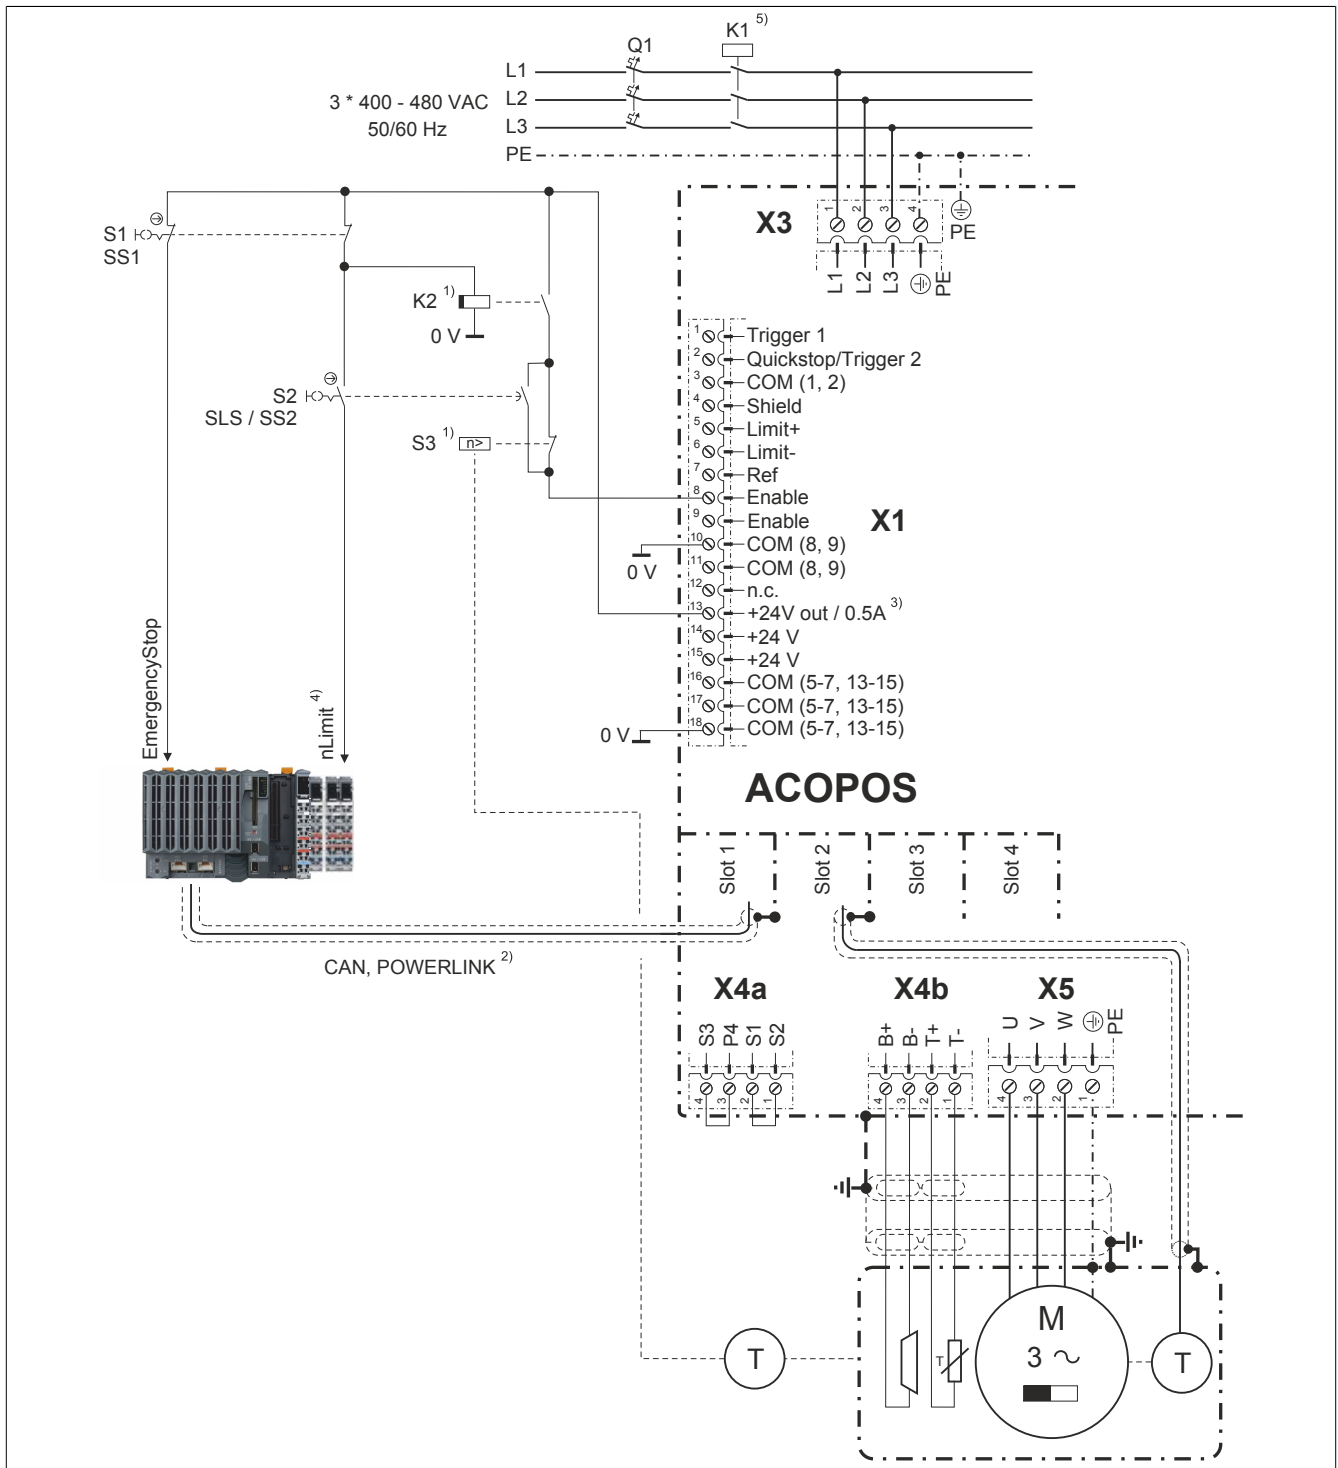 K1 5)
Q1
L1
3 * 400 - 480 VAC
L2
50/60 Hz
L3
PE
X3
1
2
3
4
PE
L1
L2
L3
PE
S1
SS1
K2 1)
0 V
S2
SLS / SS2
S3 1)
n>
1 Trigger 1
2 Quickstop/Trigger 2
3 COM (1, 2)
4 Shield
5 Limit+
6 Limit-
7 Ref
8 Enable
9 Enable
X1
10 COM (8, 9)
0 V
11 COM (8, 9)
12 n.c.
13 +24V out / 0.5A 3)
14 +24 V
15 +24 V
16 COM (5-7, 13-15)
17 COM (5-7, 13-15)
18 COM (5-7, 13-15)
0 V
EmergencyStop
nLimit 4)
ACOPOS
Slot 1
Slot 2
Slot 3
Slot 4
CAN, POWERLINK 2)
X4a
X4b
X5
S3
P4
S1
S2
4
3
2
1
B+
B-
T+
T-
4
3
2
1
U
V
W
PE
4
3
2
1
M
3 ~
T
T
T